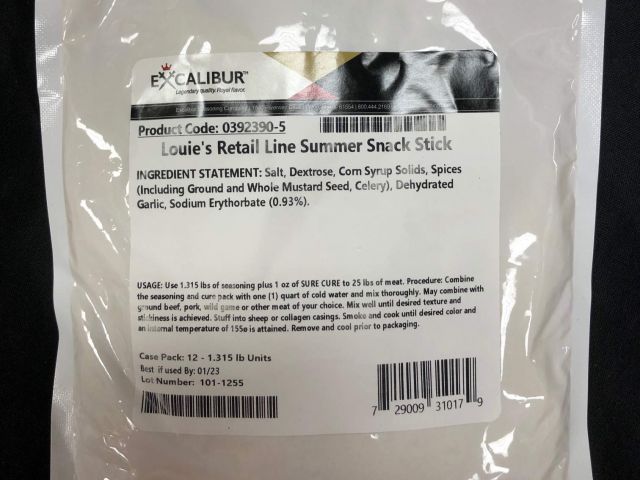 EXCALIBUR™
Legendary quality. Royal flavor.
61554 | 800.444.2169
Product Code: 0392390-5
Louie's Retail Line Summer Snack Stick
INGREDIENT STATEMENT: Salt, Dextrose, Corn Syrup Solids, Spices
(Including Ground and Whole Mustard Seed, Celery), Dehydrated
Garlic, Sodium Erythorbate (0.93%).
USAGE: Use 1.315 lbs of seasoning plus 1 oz of SURE CURE to 25 lbs of meat. Procedure: Combine
the seasoning and cure pack with one (1) quart of cold water and mix thoroughly. May combine with
ground beef, pork, wild game or other meat of your choice. Mix well until desired texture and
stickiness is achieved. Stuff into sheep or collagen casings. Smoke and cook until desired color and
an internal temperature of 155º is attained. Remove and cool prior to packaging.
Case Pack: 12 - 1.315 lb Units
Best if used By: 01/23
Lot Number: 101-1255
7 29009 31017 9